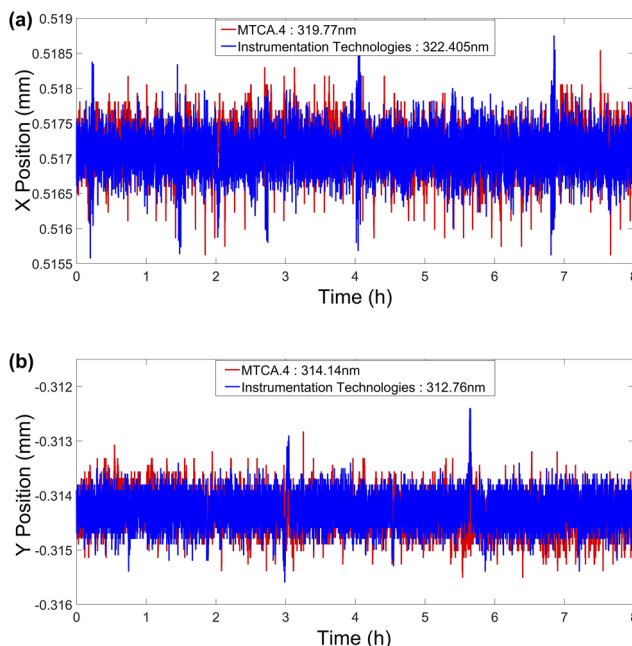 (a)
0.519
0.5185
0.518
0.5175
0.517
0.5165
0.516
0.5155
X Position (mm)
MTCA.4 : 319.77nm
Instrumentation Technologies : 322.405nm
0 1 2 3 4 5 6 7 8
Time (h)
(b)
-0.312
-0.313
-0.314
-0.315
-0.316
Y Position (mm)
MTCA.4 : 314.14nm
Instrumentation Technologies : 312.76nm
0 1 2 3 4 5 6 7 8
Time (h)